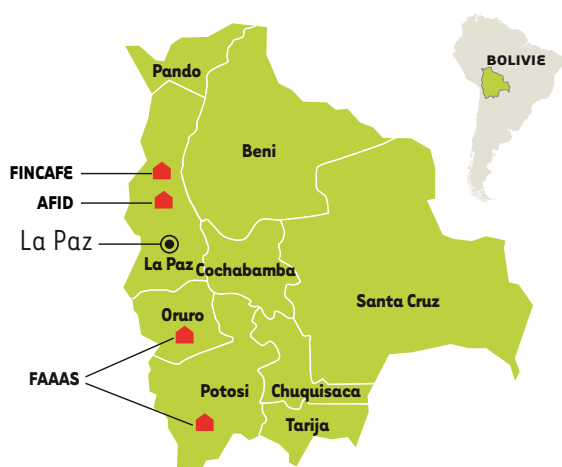 BOLIVIE
Pando
Beni
FINCAFE
AFID
La Paz
La Paz
Cochabamba
Santa Cruz
Oruro
FAAAS
Potosi
Chuquisaca
Tarija